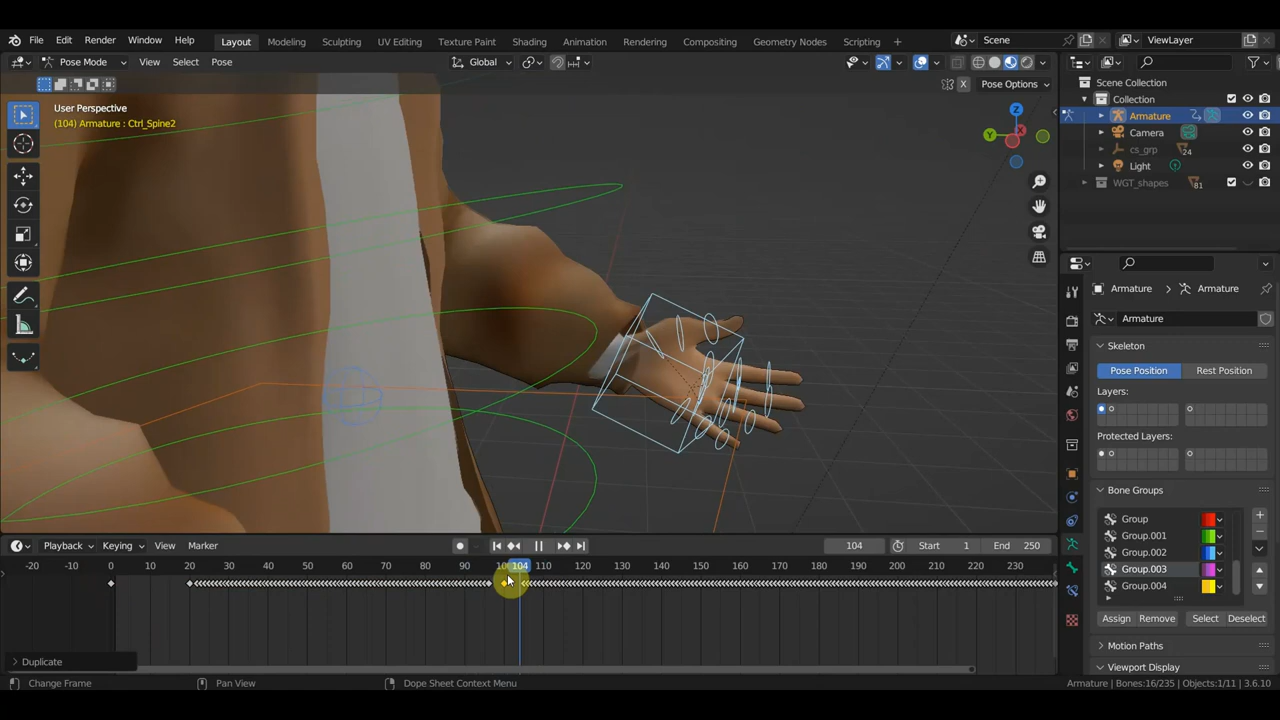 File Edit Render Window Help Layout Modeling Sculpting UV Editing Texture Paint Shading Animation Rendering Compositing Geometry Nodes Scripting + Scene ViewLayer
Pose Mode View Select Pose Global
X Pose Options
User Perspective
(104) Armature : Ctrl_Spine2
Z
Y
X
Scene Collection
Collection
Armature
Camera
cs_grp 24
Light
WGT_shapes 81
Armature > Armature
Armature
Skeleton
Pose Position Rest Position
Layers:
Protected Layers:
Bone Groups
Group
Group.001
Group.002
Group.003
Group.004
Assign Remove Select Deselect
Motion Paths
Viewport Display
Playback Keying View Marker 104 Start 1 End 250
-20 -10 0 10 20 30 40 50 60 70 80 90 104 110 120 130 140 150 160 170 180 190 200 210 220 230
Duplicate
Change Frame Pan View Dope Sheet Context Menu Armature | Bones:16/235 | Objects:1/11 | 3.6.10